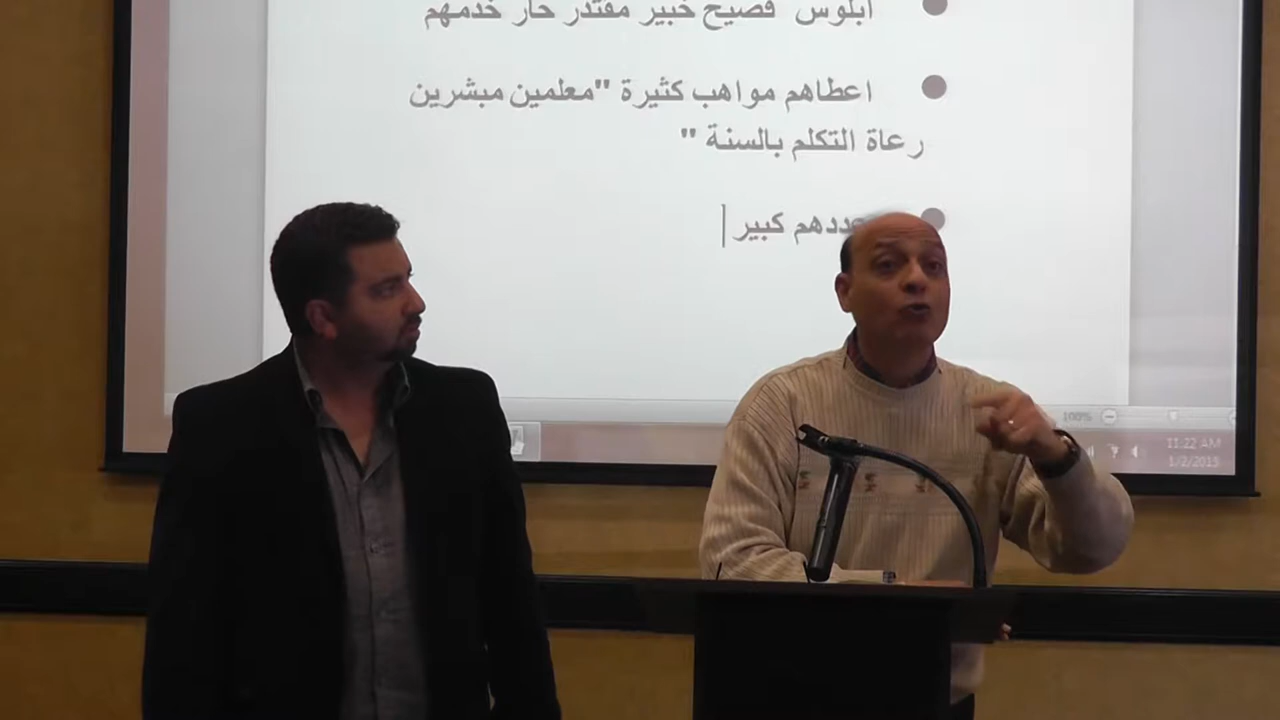 ابلوس فصيح خبير مقتدر حار خدمهم
اعطاهم مواهب كثيرة "معلمين مبشرين
رعاة التكلم بالسنة "
عددهم كبير
100%
11:22 AM
1/2/2013